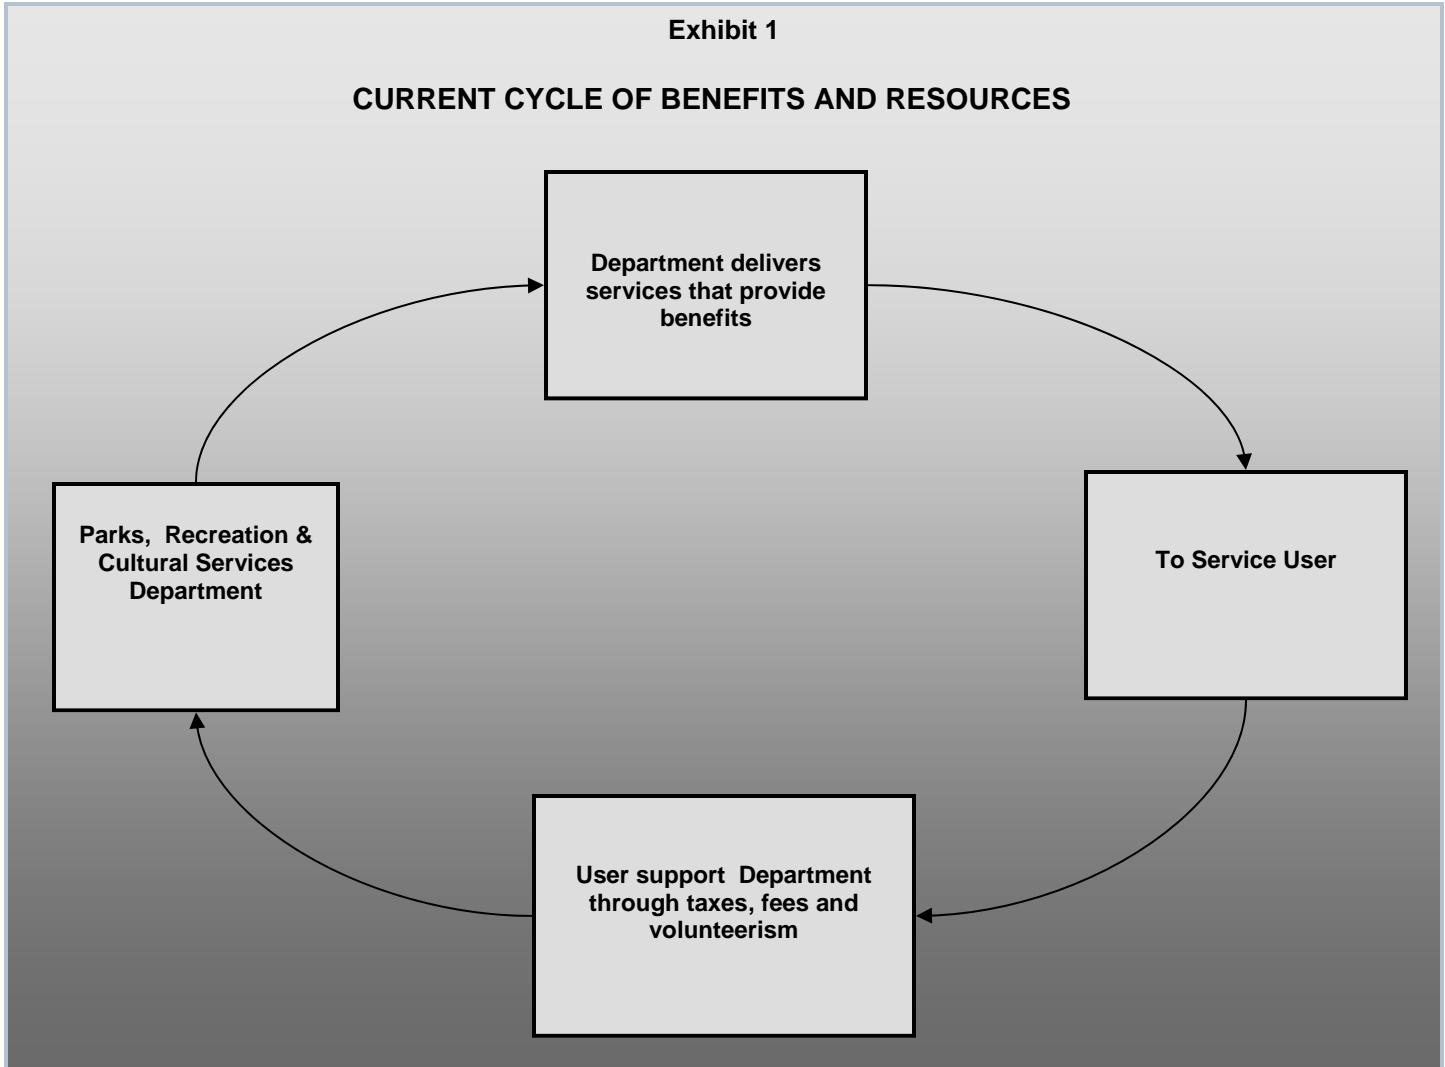 Exhibit 1
CURRENT CYCLE OF BENEFITS AND RESOURCES
Department delivers
services that provide
benefits
Parks,  Recreation &
Cultural Services
Department
To Service User
User support  Department
through taxes, fees and
volunteerism